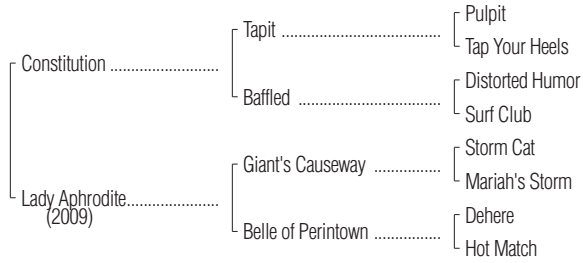 Pulpit
Tapit ........................................
Tap Your Heels
Constitution ...........................
Distorted Humor
Baffled ....................................
Surf Club
Storm Cat
Giant's Causeway ................
Mariah's Storm
Lady Aphrodite.......................
(2009)
Dehere
Belle of Perintown ................
Hot Match